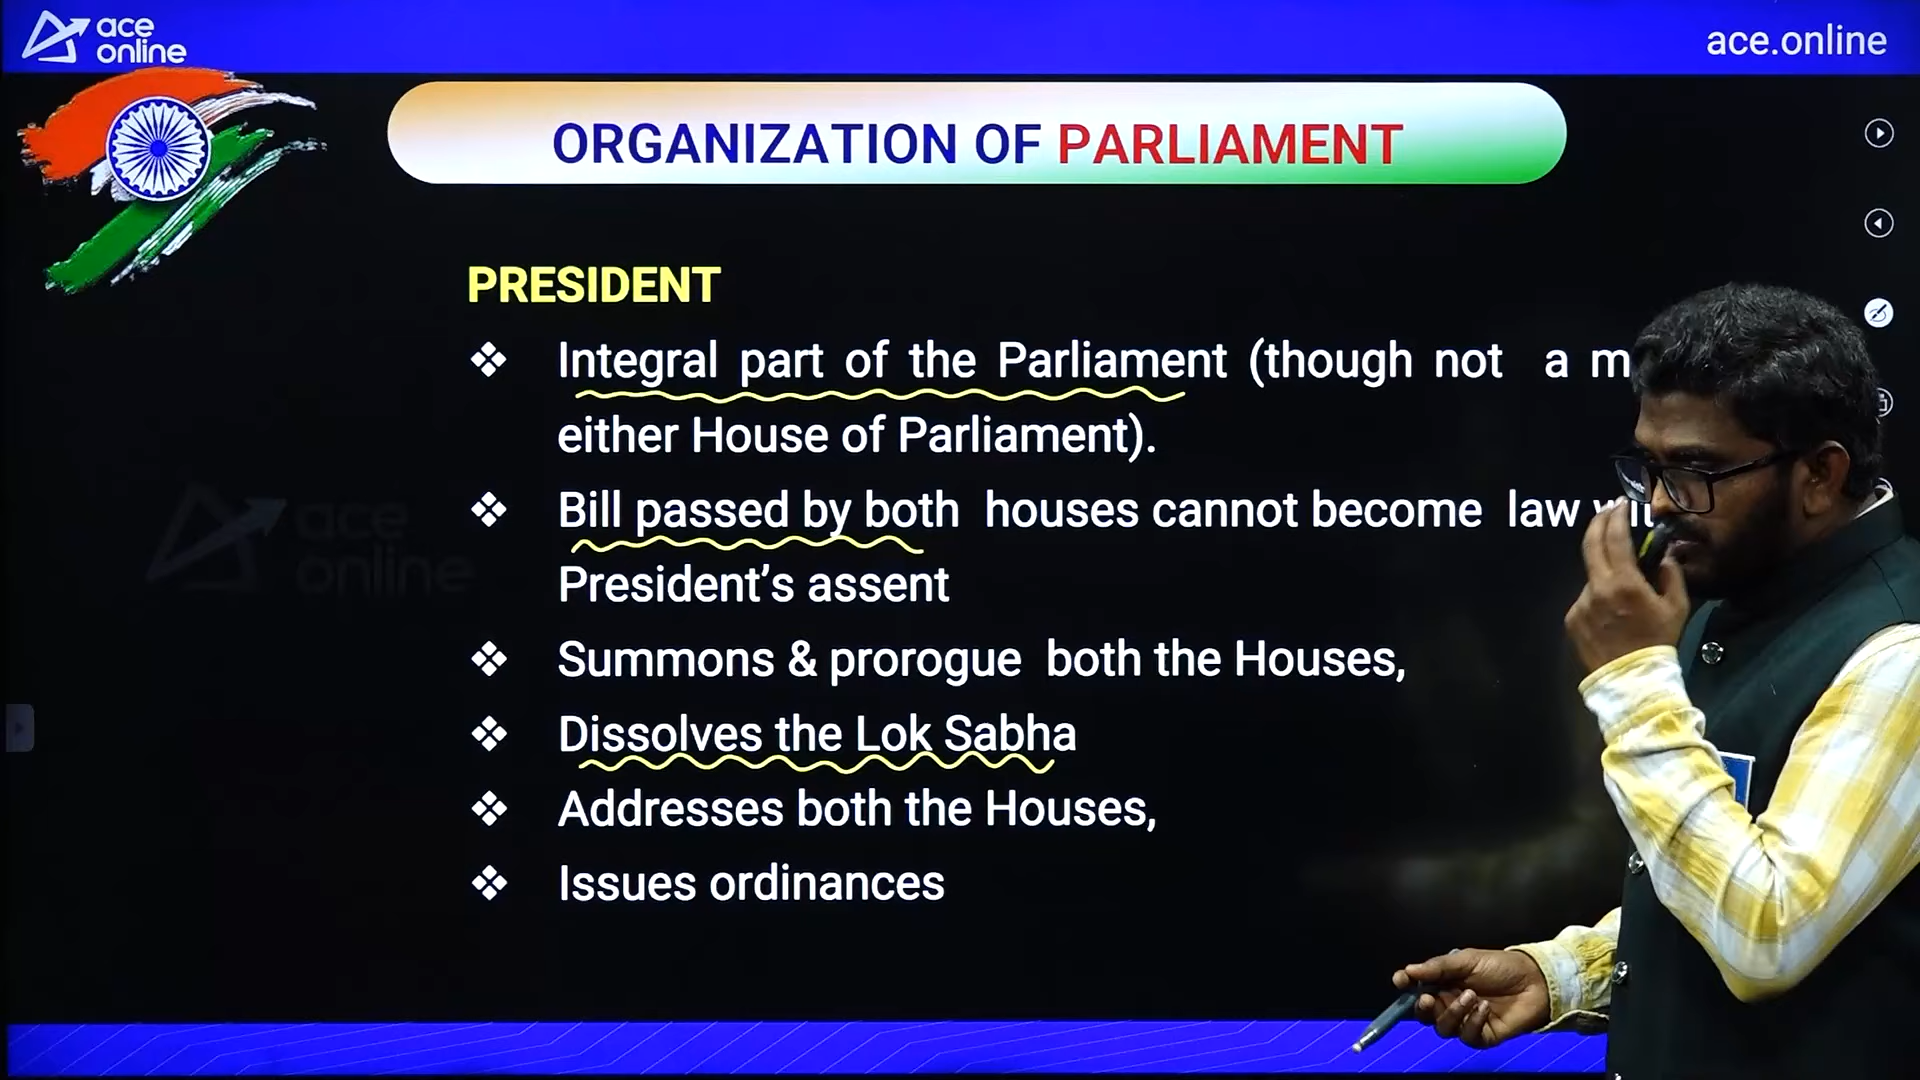 ace
online
ace.online
ORGANIZATION OF PARLIAMENT
PRESIDENT
Integral part of the Parliament (though not a m
either House of Parliament).
Bill passed by both houses cannot become law
President's assent
Summons & prorogue both the Houses,
Dissolves the Lok Sabha
Addresses both the Houses,
Issues ordinances
ace
online